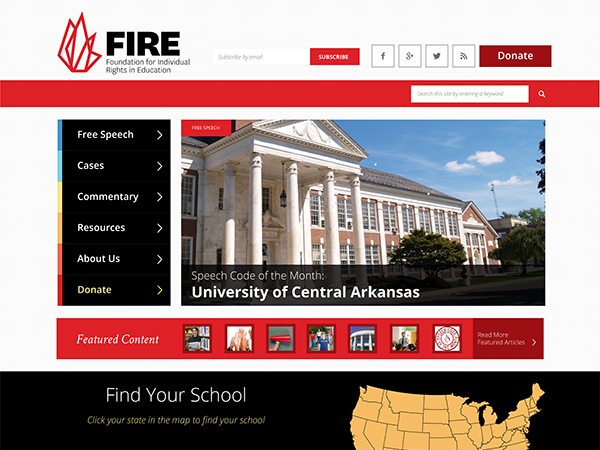 FIRE
Foundation for Individual
Rights in Education
Subscribe by email
SUBSCRIBE
Donate
Search this site by entering a keyword
Free Speech
Cases
Commentary
Resources
About Us
Donate
FREE SPEECH
Speech Code of the Month:
University of Central Arkansas
Featured Content
Read More
Featured Articles
Find Your School
Click your state in the map to find your school